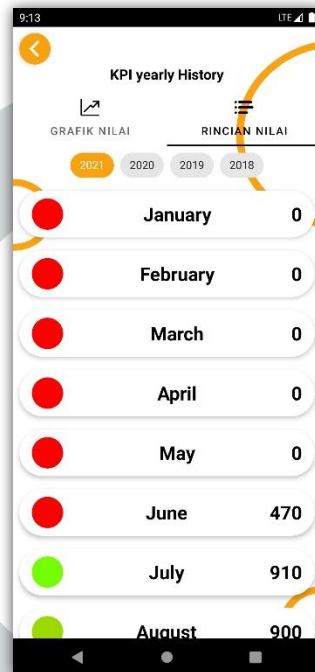 9:13 LTE
KPI yearly History
GRAFIK NILAI RINCIAN NILAI
2021 2020 2019 2018
January 0
February 0
March 0
April 0
May 0
June 470
July 910
August 900